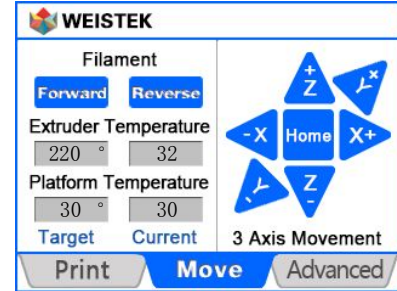 WEISTEK
Filament
Forward Reverse
Extruder Temperature
220 ° 32
Platform Temperature
30 ° 30
Target Current
+
Z
Y+
-X Home X+
-Y
Z
-
3 Axis Movement
Print Move Advanced